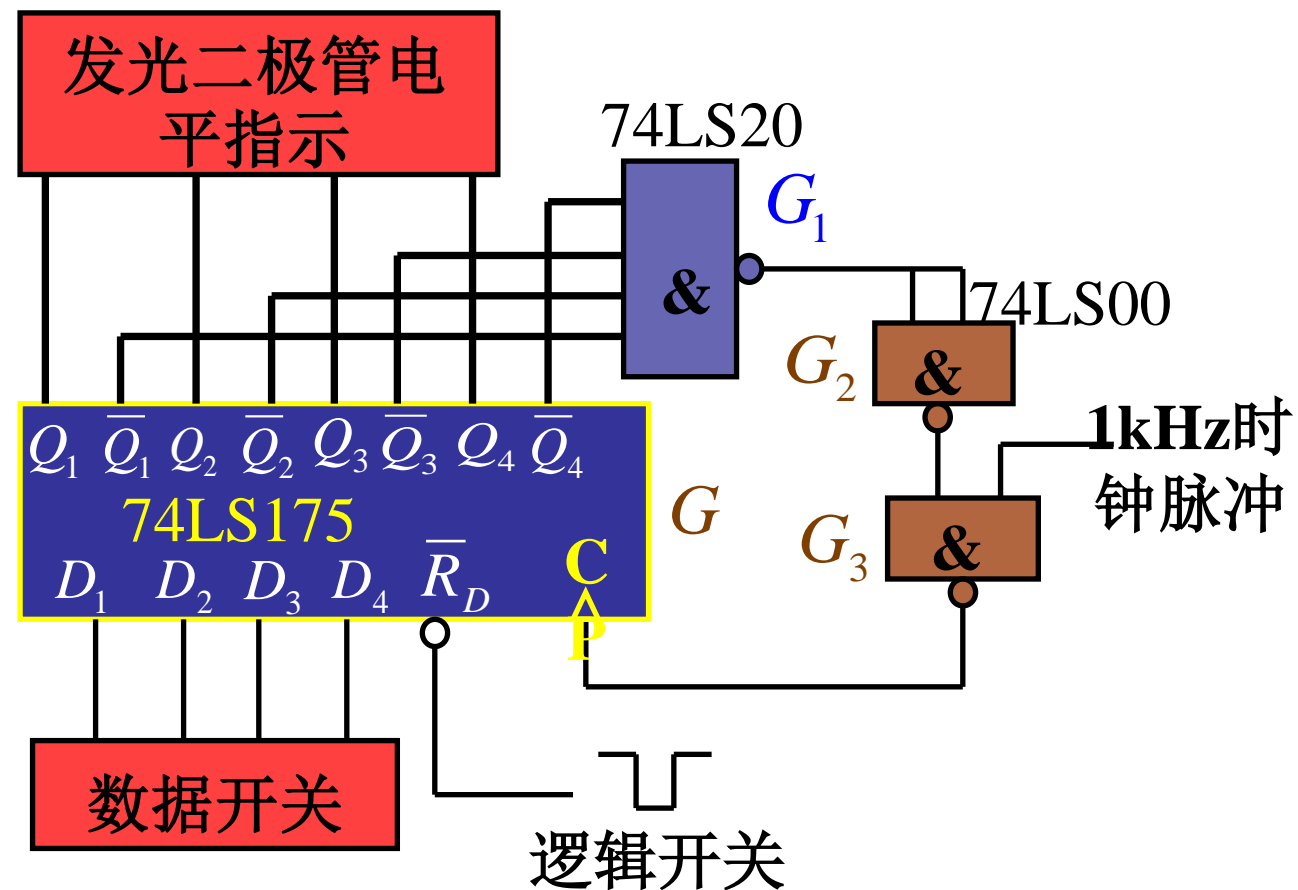 发光二极管电
平指示
74LS20
G₁
&
74LS00
G₂
&
1kHz时
钟脉冲
Q₁ Q̅₁ Q₂ Q̅₂ Q₃ Q̅₃ Q₄ Q̅₄
74LS175
G
G₃
&
D₁ D₂ D₃ D₄ R̅_D
C
P
数据开关
逻辑开关